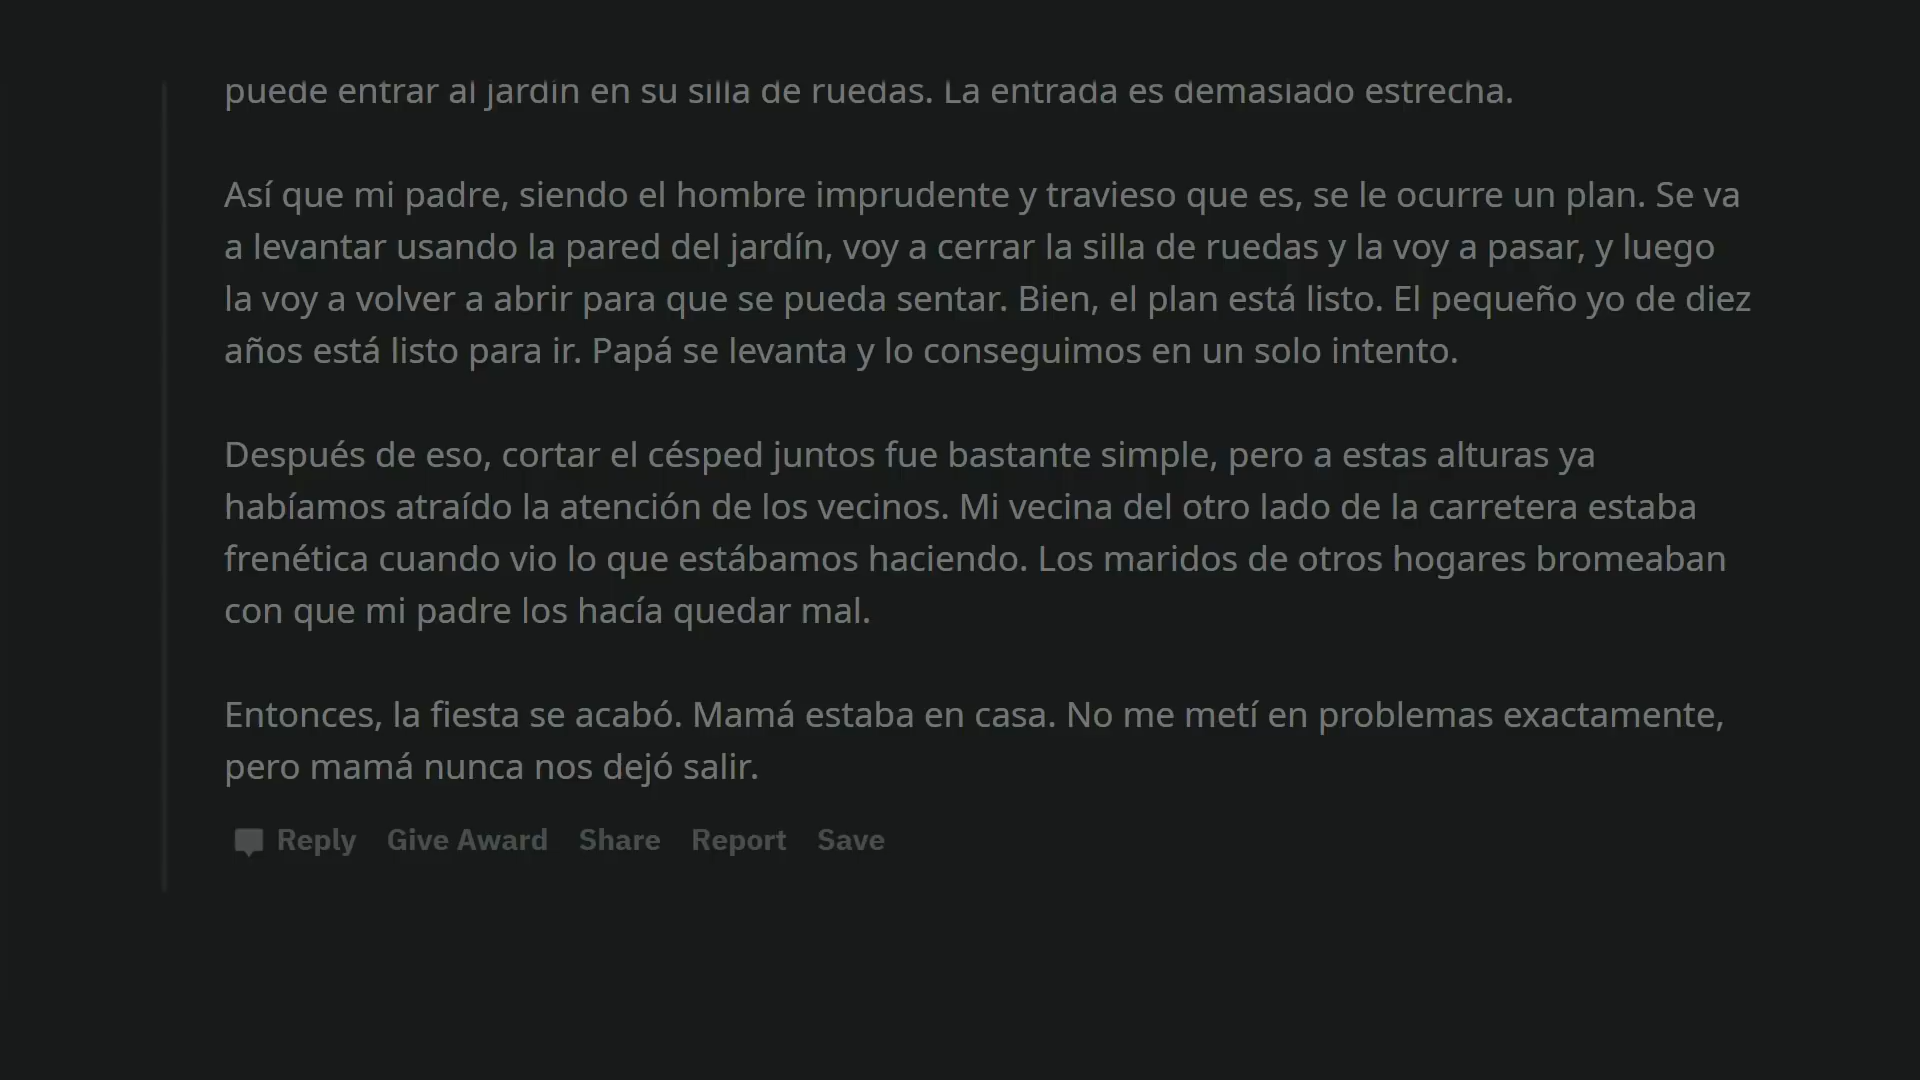 puede entrar al jardín en su silla de ruedas. La entrada es demasiado estrecha.
Así que mi padre, siendo el hombre imprudente y travieso que es, se le ocurre un plan. Se va
a levantar usando la pared del jardín, voy a cerrar la silla de ruedas y la voy a pasar, y luego
la voy a volver a abrir para que se pueda sentar. Bien, el plan está listo. El pequeño yo de diez
años está listo para ir. Papá se levanta y lo conseguimos en un solo intento.
Después de eso, cortar el césped juntos fue bastante simple, pero a estas alturas ya
habíamos atraído la atención de los vecinos. Mi vecina del otro lado de la carretera estaba
frenética cuando vio lo que estábamos haciendo. Los maridos de otros hogares bromeaban
con que mi padre los hacía quedar mal.
Entonces, la fiesta se acabó. Mamá estaba en casa. No me metí en problemas exactamente,
pero mamá nunca nos dejó salir.
Reply Give Award Share Report Save